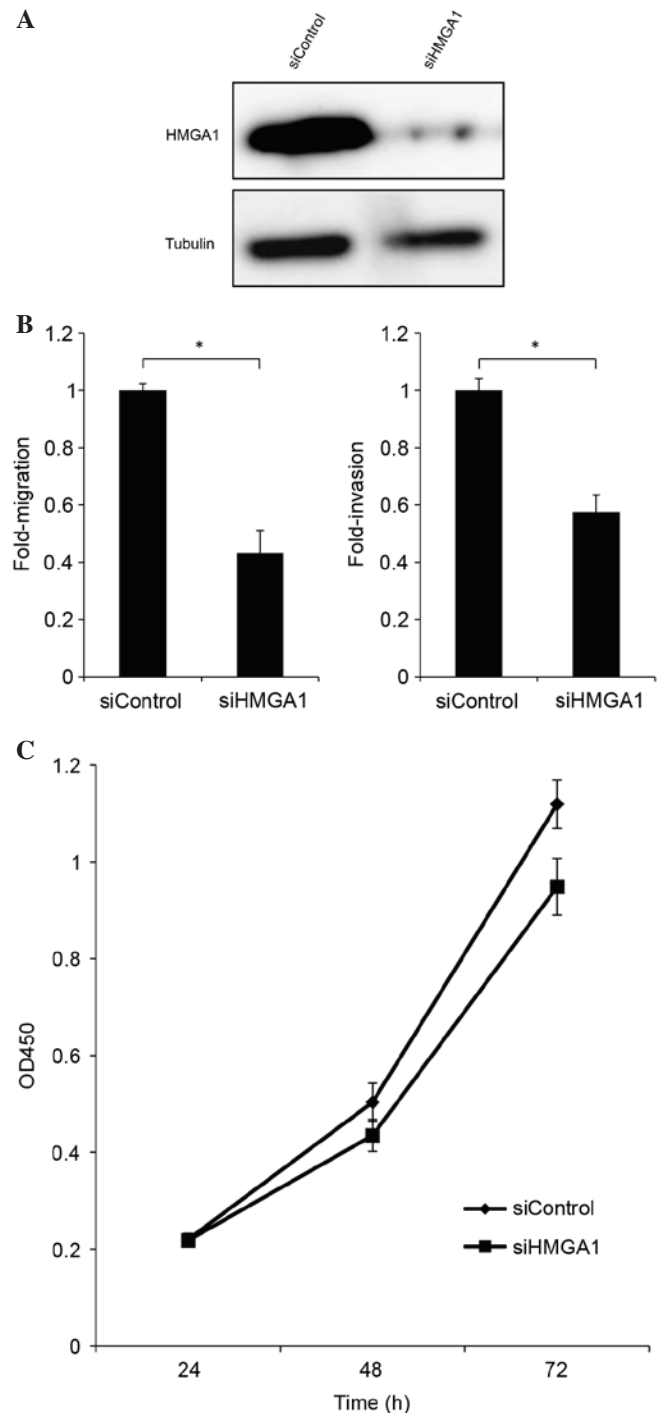 A
siControl
siHMGA1
HMGA1
Tubulin
B
1.2
1
0.8
0.6
0.4
0.2
0
Fold-migration
*
siControl
siHMGA1
1.2
1
0.8
0.6
0.4
0.2
0
Fold-invasion
*
siControl
siHMGA1
C
1.2
1
0.8
0.6
0.4
0.2
0
OD450
siControl
siHMGA1
24
48
72
Time (h)